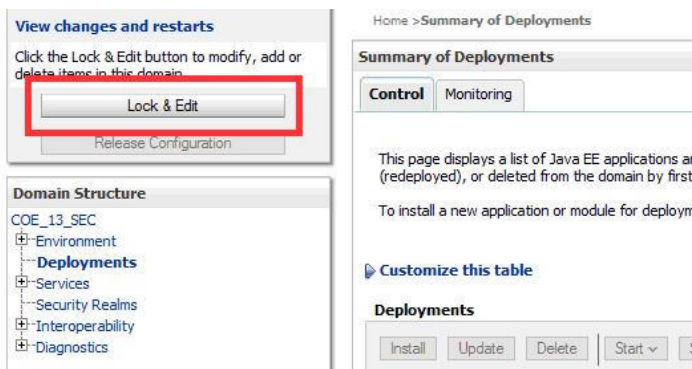 View changes and restarts
Click the Lock & Edit button to modify, add or
delete items in this domain.
Lock & Edit
Release Configuration
Domain Structure
COE_13_SEC
Environment
Deployments
Services
Security Realms
Interoperability
Diagnostics
Home >Summary of Deployments
Summary of Deployments
Control Monitoring
This page displays a list of Java EE applications
(redeployed), or deleted from the domain by first
To install a new application or module for
Customize this table
Deployments
Install Update Delete Start